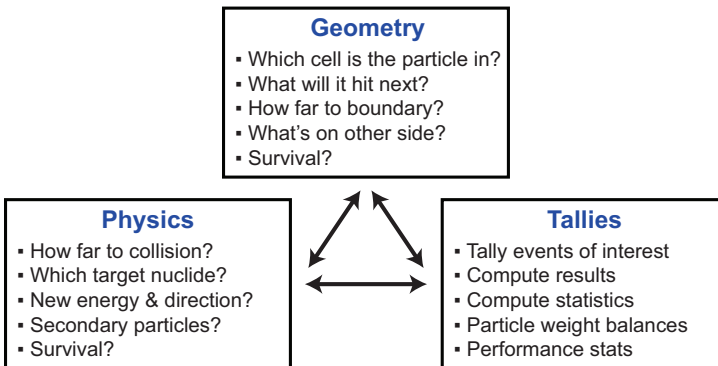 Geometry
▪ Which cell is the particle in?
▪ What will it hit next?
▪ How far to boundary?
▪ What's on other side?
▪ Survival?
Physics
▪ How far to collision?
▪ Which target nuclide?
▪ New energy & direction?
▪ Secondary particles?
▪ Survival?
Tallies
▪ Tally events of interest
▪ Compute results
▪ Compute statistics
▪ Particle weight balances
▪ Performance stats